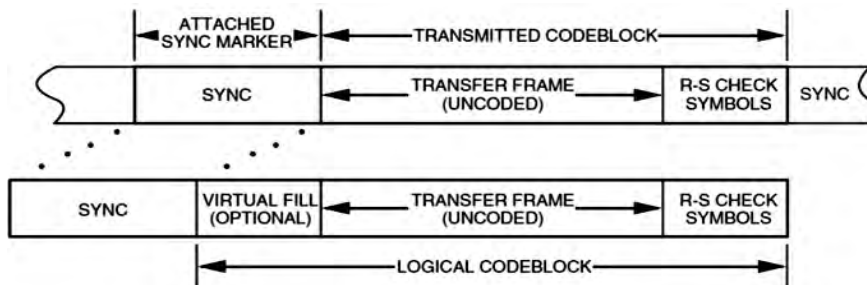 ATTACHED
SYNC MARKER
TRANSMITTED CODEBLOCK
SYNC
TRANSFER FRAME
(UNCODED)
R-S CHECK
SYMBOLS
SYNC
SYNC
VIRTUAL FILL
(OPTIONAL)
TRANSFER FRAME
(UNCODED)
R-S CHECK
SYMBOLS
LOGICAL CODEBLOCK